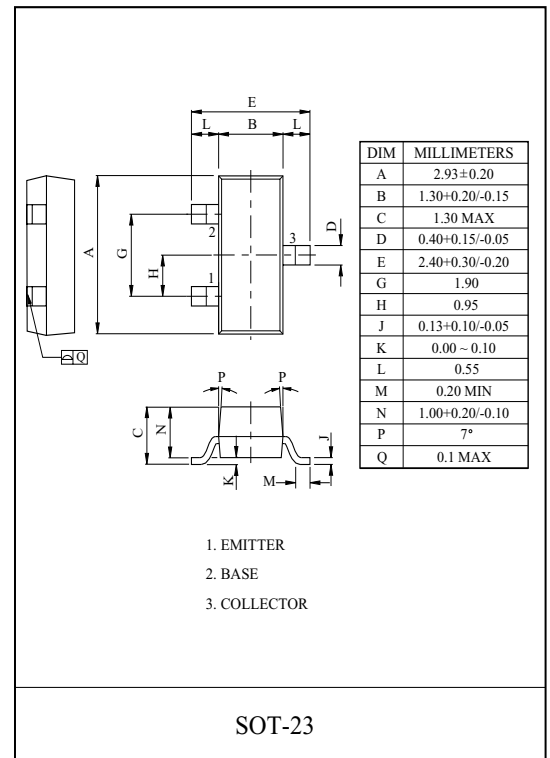 E
L B L
A
G
H
D
2
3
1
Q
P P
C
N
K
M
J
DIM MILLIMETERS
A 2.93±0.20
B 1.30+0.20/-0.15
C 1.30 MAX
D 0.40+0.15/-0.05
E 2.40+0.30/-0.20
G 1.90
H 0.95
J 0.13+0.10/-0.05
K 0.00 ~ 0.10
L 0.55
M 0.20 MIN
N 1.00+0.20/-0.10
P 7°
Q 0.1 MAX
1. EMITTER
2. BASE
3. COLLECTOR
SOT-23